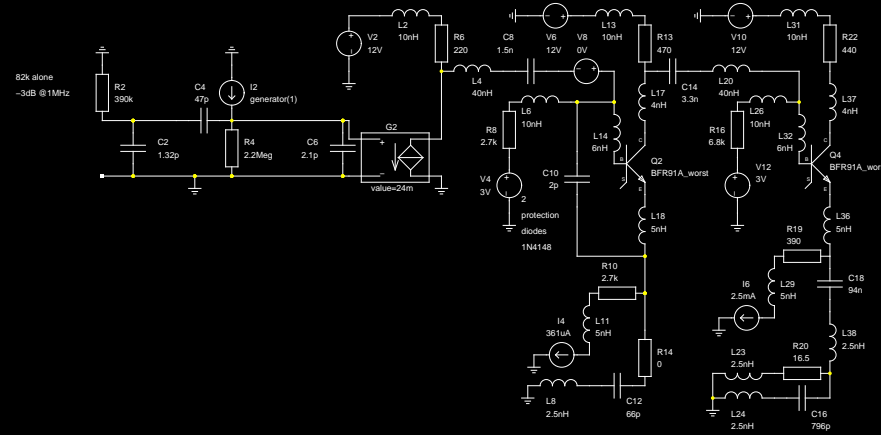 L2
10nH
V2
12V
R6
220
C8
1.5n
V6
12V
V8
0V
L13
10nH
R13
470
V10
12V
L31
10nH
R22
440
82k alone
−3dB @1MHz
R2
390k
C4
47p
I2
generator(1)
L4
40nH
C14
3.3n
L20
40nH
L17
4nH
L37
4nH
C2
1.32p
R4
2.2Meg
C6
2.1p
G2
+
−
value=24m
R8
2.7k
L6
10nH
L14
6nH
C
B
S
E
Q2
BFR91A_worst
R16
6.8k
L26
10nH
L32
6nH
C
B
S
E
Q4
BFR91A_wor
V4
3V
2
protection
diodes
1N4148
C10
2p
V12
3V
L18
5nH
L36
5nH
R10
2.7k
R19
390
I4
361uA
L11
5nH
I6
2.5mA
L29
5nH
C18
94n
R14
0
L38
2.5nH
L8
2.5nH
C12
66p
L23
2.5nH
R20
16.5
L24
2.5nH
C16
796p